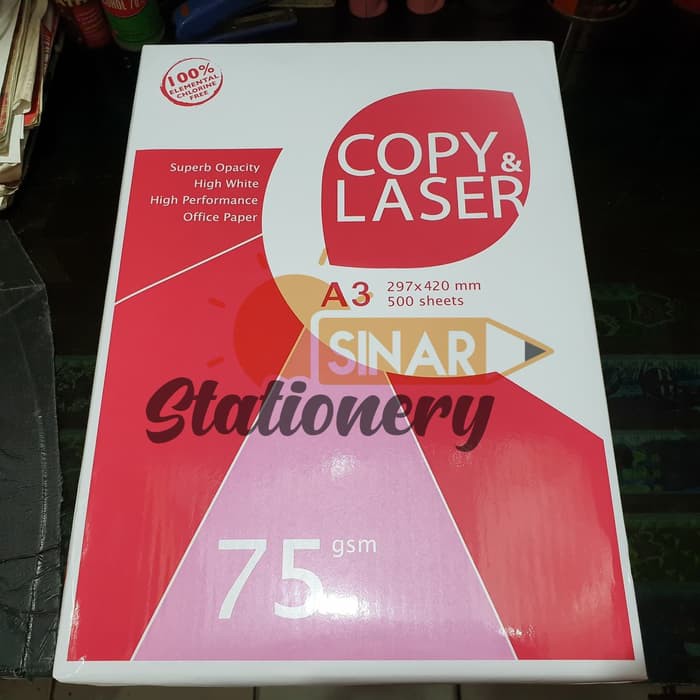 100%
ELEMENTAL
CHLORINE
FREE
COPY &
LASER
Superb Opacity
High White
High Performance
Office Paper
A3
297x420 mm
500 sheets
SINAR
Stationery
75 gsm